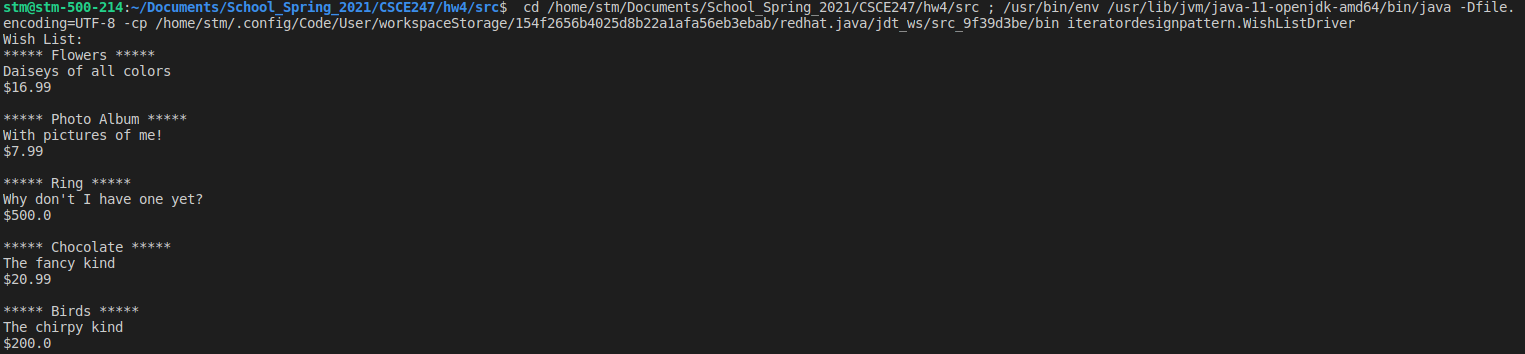 stm@stm-500-214:~/Documents/School_Spring_2021/CSCE247/hw4/src$  cd /home/stm/Documents/School_Spring_2021/CSCE247/hw4/src ; /usr/bin/env /usr/lib/jvm/java-11-openjdk-amd64/bin/java -Dfile.
encoding=UTF-8 -cp /home/stm/.config/Code/User/workspaceStorage/154f2656b4025d8b22a1afa56eb3ebab/redhat.java/jdt_ws/src_9f39d3be/bin iteratordesignpattern.WishListDriver
Wish List:
***** Flowers *****
Daiseys of all colors
$16.99
***** Photo Album *****
With pictures of me!
$7.99
***** Ring *****
Why don't I have one yet?
$500.0
***** Chocolate *****
The fancy kind
$20.99
***** Birds *****
The chirpy kind
$200.0